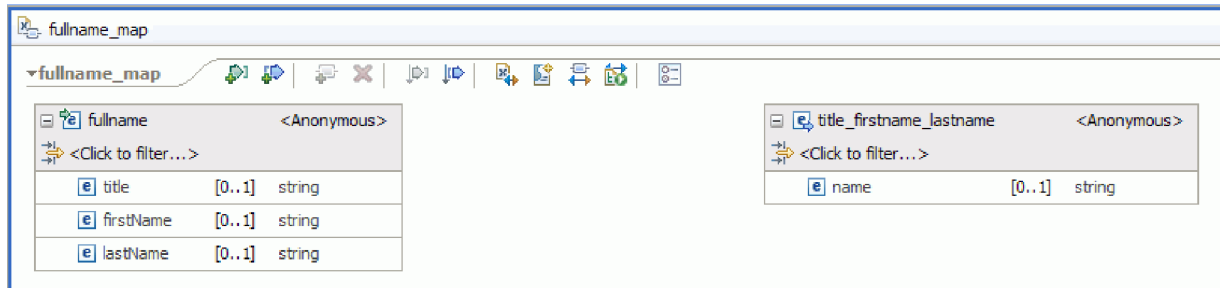 fullname_map
fullname_map
fullname <Anonymous>
<Click to filter...>
title [0..1] string
firstName [0..1] string
lastName [0..1] string
title_firstname_lastname <Anonymous>
<Click to filter...>
name [0..1] string